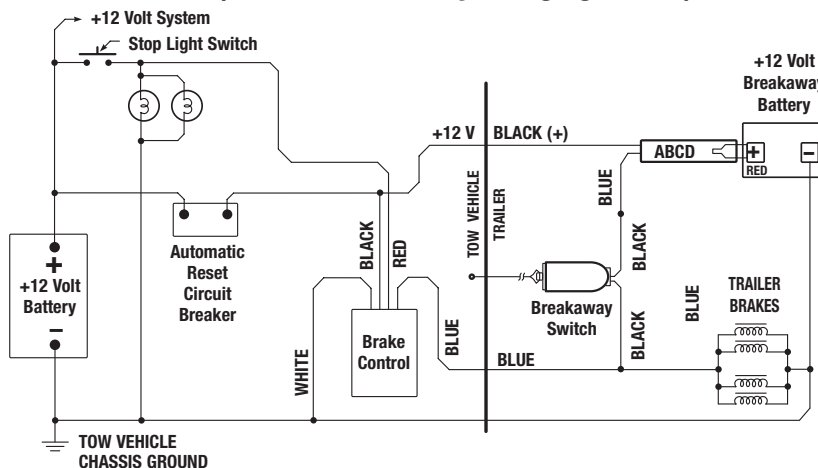 +12 Volt System
Stop Light Switch
+12 Volt
Breakaway
Battery
+12 V
BLACK (+)
ABCD
+
–
RED
BLUE
BLACK
TOW VEHICLE
TRAILER
BLACK
RED
+
+12 Volt
Battery
–
Automatic
Reset
Circuit
Breaker
Breakaway
Switch
TRAILER
BRAKES
BLUE
BLACK
Brake
Control
WHITE
BLUE
BLUE
TOW VEHICLE
CHASSIS GROUND